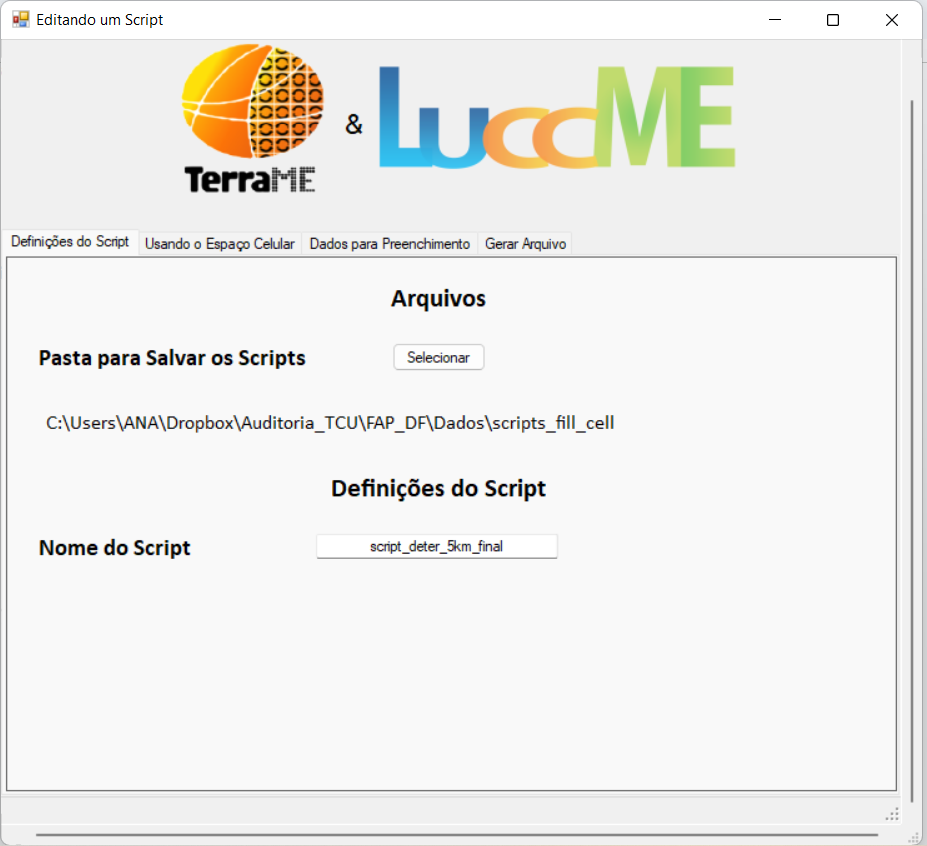 Editando um Script
TerraME & LuccME
Definições do Script Usando o Espaço Celular Dados para Preenchimento Gerar Arquivo
Arquivos
Pasta para Salvar os Scripts Selecionar
C:\Users\ANA\Dropbox\Auditoria_TCU\FAP_DF\Dados\scripts_fill_cell
Definições do Script
Nome do Script script_deter_5km_final